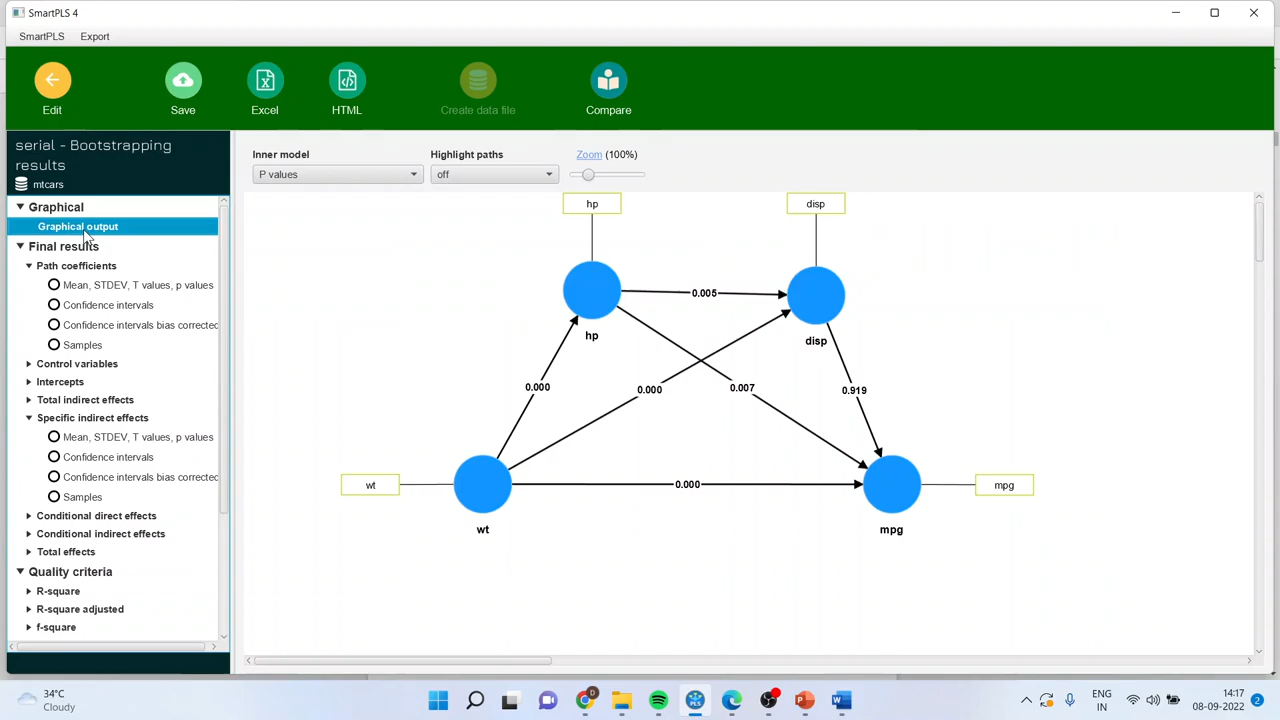 SmartPLS 4
SmartPLS Export
Edit
Save
Excel
HTML
Create data file
Compare
serial - Bootstrapping
results
mtcars
Graphical
Graphical output
Final results
Path coefficients
Mean, STDEV, T values, p values
Confidence intervals
Confidence intervals bias corrected
Samples
Control variables
Intercepts
Total indirect effects
Specific indirect effects
Mean, STDEV, T values, p values
Confidence intervals
Confidence intervals bias corrected
Samples
Conditional direct effects
Conditional indirect effects
Total effects
Quality criteria
R-square
R-square adjusted
f-square
Inner model
P values
Highlight paths
off
Zoom (100%)
hp
disp
0.005
hp
disp
0.000
0.000
0.007
0.919
wt
0.000
mpg
wt
mpg
34°C
Cloudy
PLS
ENG
IN
14:17
08-09-2022
2